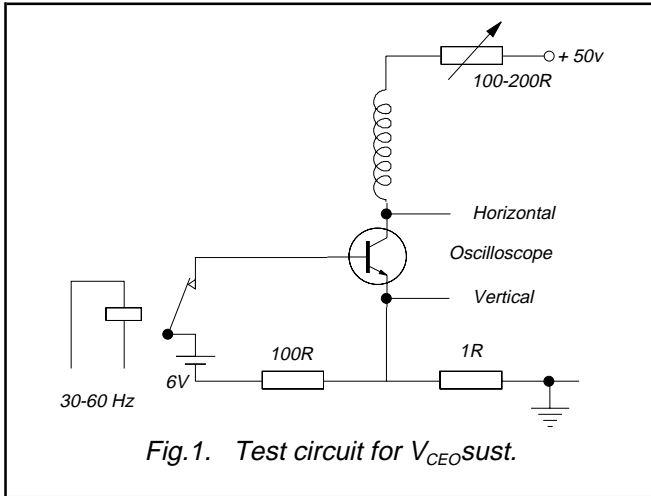 + 50v
100-200R
Horizontal
Oscilloscope
Vertical
100R
1R
6V
30-60 Hz
Fig.1. Test circuit for VCEOsust.